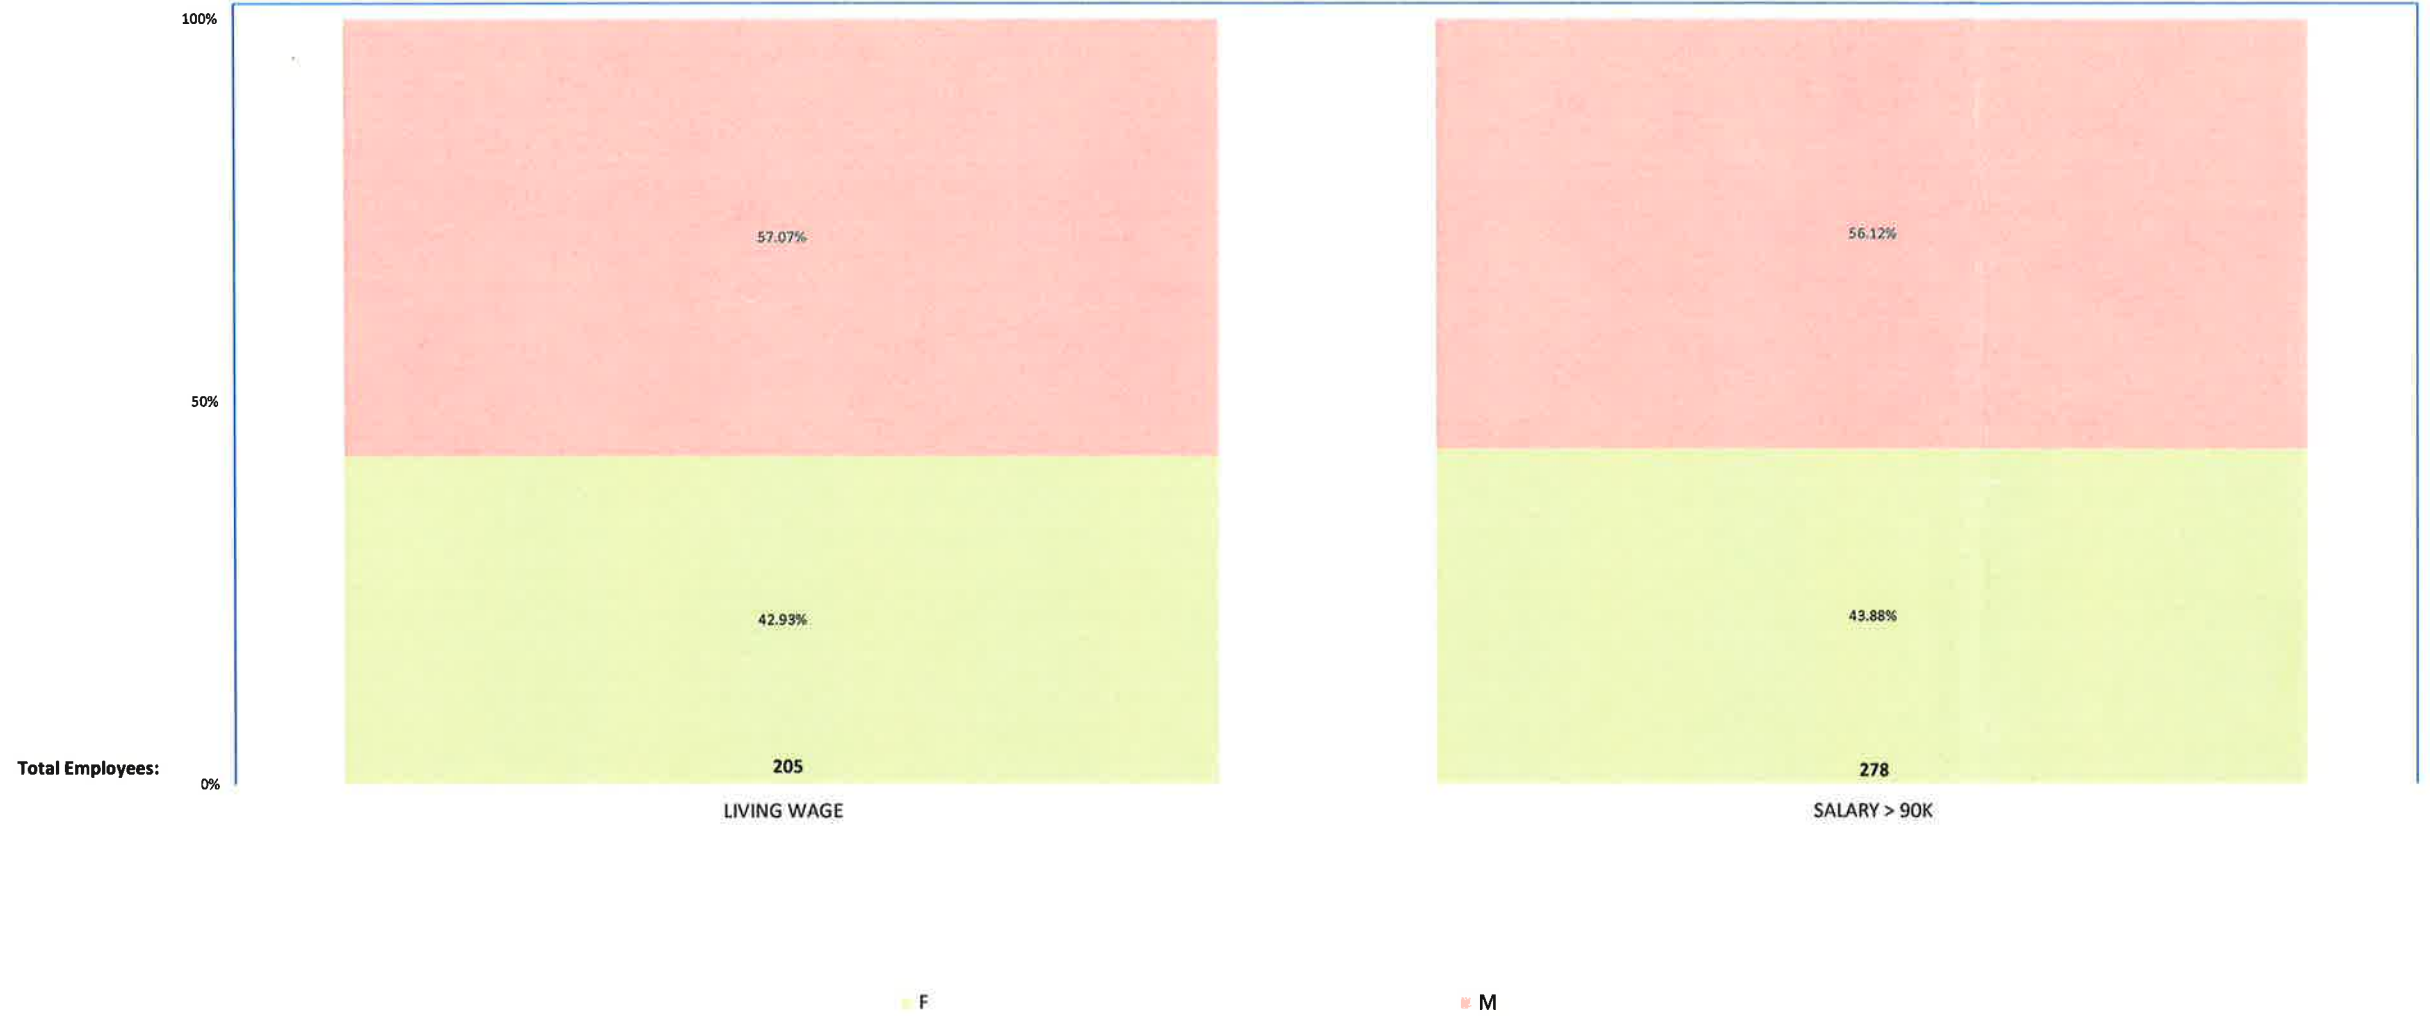 100%
57.07%
56.12%
50%
42.93%
43.88%
Total Employees:
0%
205
278
LIVING WAGE
SALARY > 90K
F
M